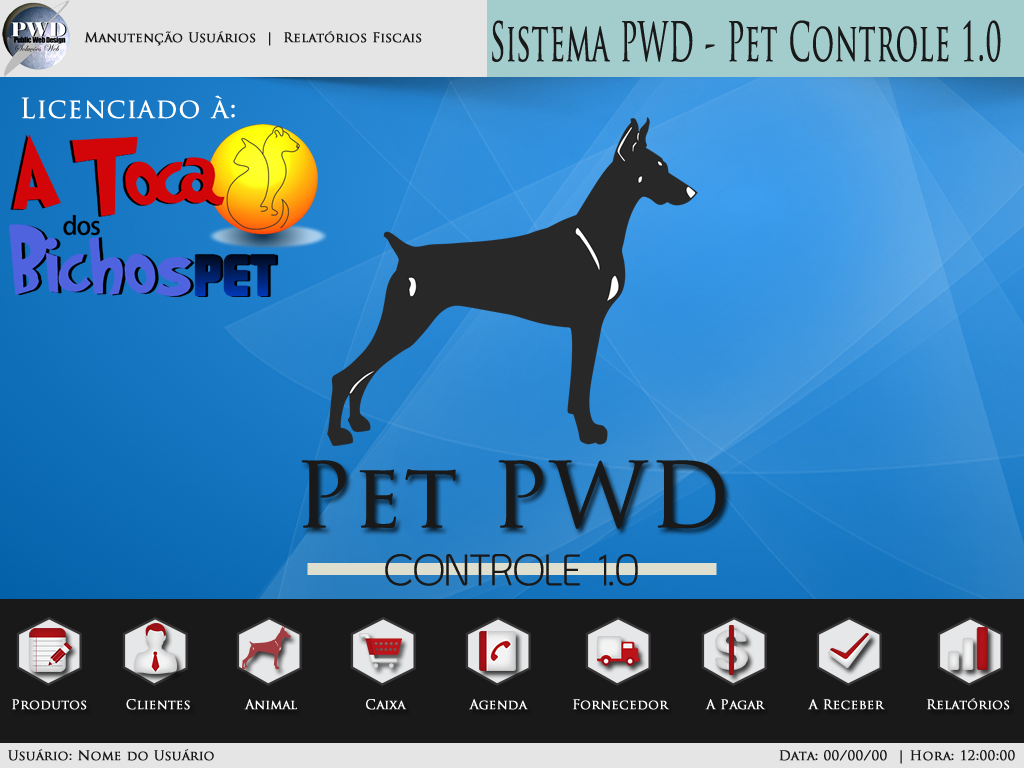 PWD
Public Web Design
Soluções Web
Manutenção Usuários | Relatórios Fiscais
Sistema PWD - Pet Controle 1.0
Licenciado à:
A Toca
dos
Bichos PET
Pet PWD
CONTROLE 1.0
Produtos
Clientes
Animal
Caixa
Agenda
Fornecedor
A Pagar
A Receber
Relatórios
Usuário: Nome do Usuário
Data: 00/00/00 | Hora: 12:00:00